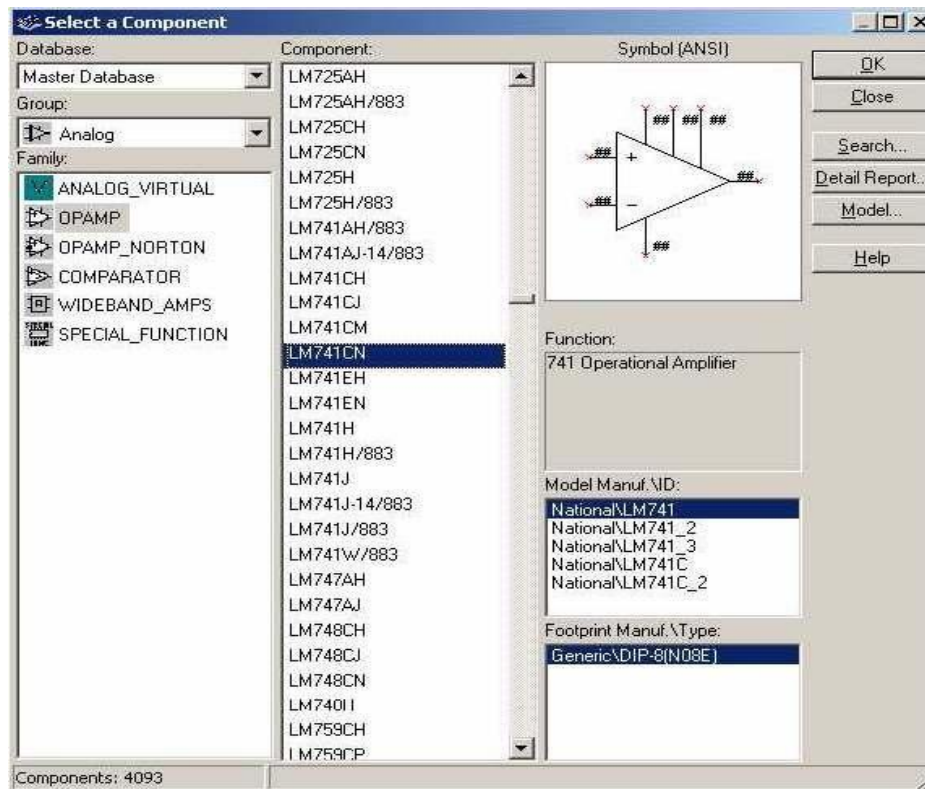 Select a Component
Database:
Master Database
Group:
Analog
Family:
ANALOG_VIRTUAL
OPAMP
OPAMP_NORTON
COMPARATOR
WIDEBAND_AMPS
SPECIAL_FUNCTION
Component:
LM725AH
LM725AH/883
LM725CH
LM725CN
LM725H
LM725H/883
LM741AH/883
LM741AJ-14/883
LM741CH
LM741CJ
LM741CM
LM741CN
LM741EH
LM741EN
LM741H
LM741H/883
LM741J
LM741J-14/883
LM741J/883
LM741W/883
LM747AH
LM747AJ
LM748CH
LM748CJ
LM748CN
LM759CH
LM759CP
Symbol (ANSI)
## ## ##
## +
##
## −
##
Function:
741 Operational Amplifier
Model Manuf.\ID:
National\LM741
National\LM741_2
National\LM741_3
National\LM741C
National\LM741C_2
Footprint Manuf.\Type:
Generic\DIP-8(N08E)
OK
Close
Search...
Detail Report..
Model...
Help
Components: 4093